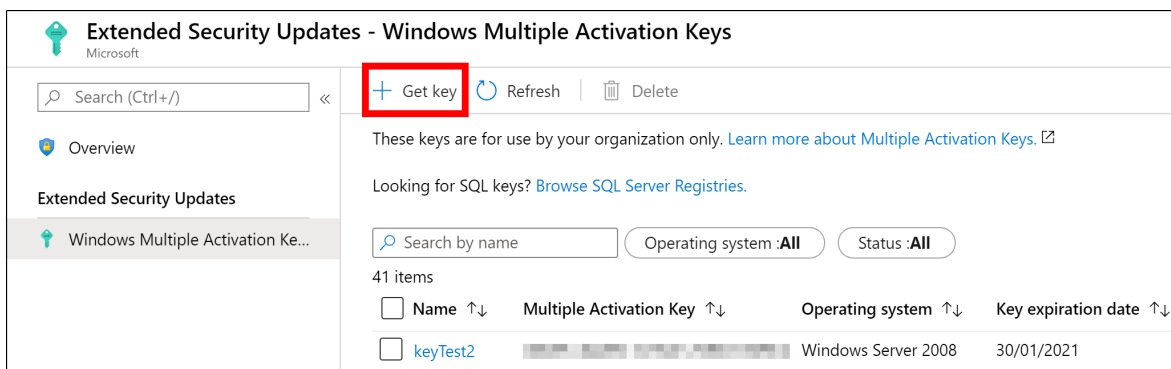 Extended Security Updates - Windows Multiple Activation Keys
Microsoft
Search (Ctrl+/)
«
Get key
Refresh
Delete
Overview
These keys are for use by your organization only. Learn more about Multiple Activation Keys.
Extended Security Updates
Looking for SQL keys? Browse SQL Server Registries.
Windows Multiple Activation Ke...
Search by name
Operating system :All
Status :All
41 items
Name ↑↓ Multiple Activation Key ↑↓ Operating system ↑↓ Key expiration date ↑↓
keyTest2 Windows Server 2008 30/01/2021